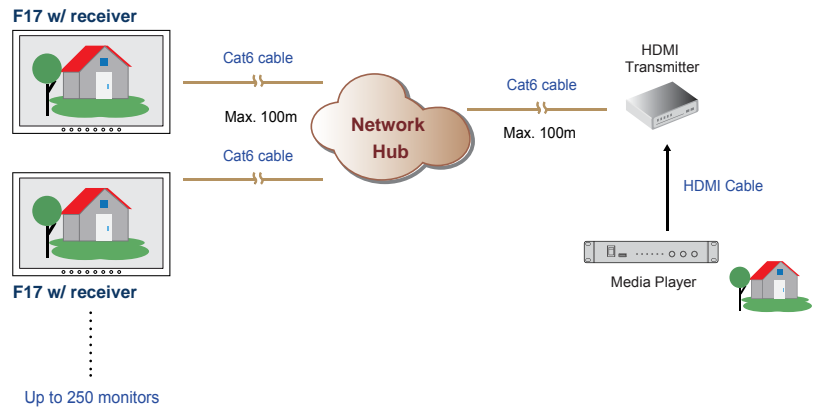 F17 w/ receiver
Cat6 cable
Max. 100m
Cat6 cable
Network
Hub
Cat6 cable
Max. 100m
HDMI
Transmitter
HDMI Cable
Media Player
F17 w/ receiver
Up to 250 monitors